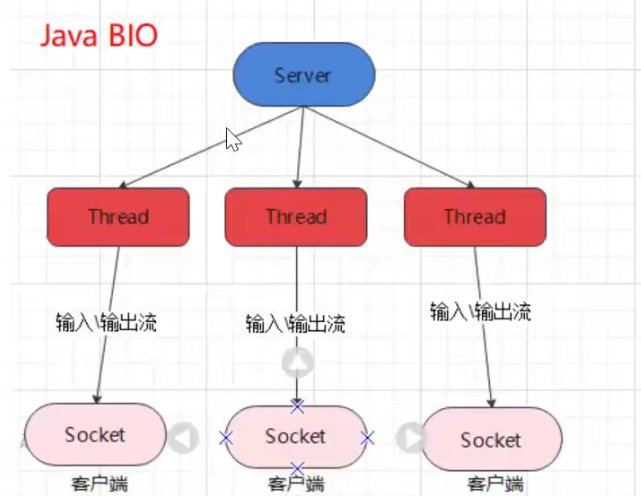 Java BIO
Server
Thread Thread Thread
输入\输出流 输入\输出流 输入\输出流
Socket Socket Socket
客户端 客户端 客户端